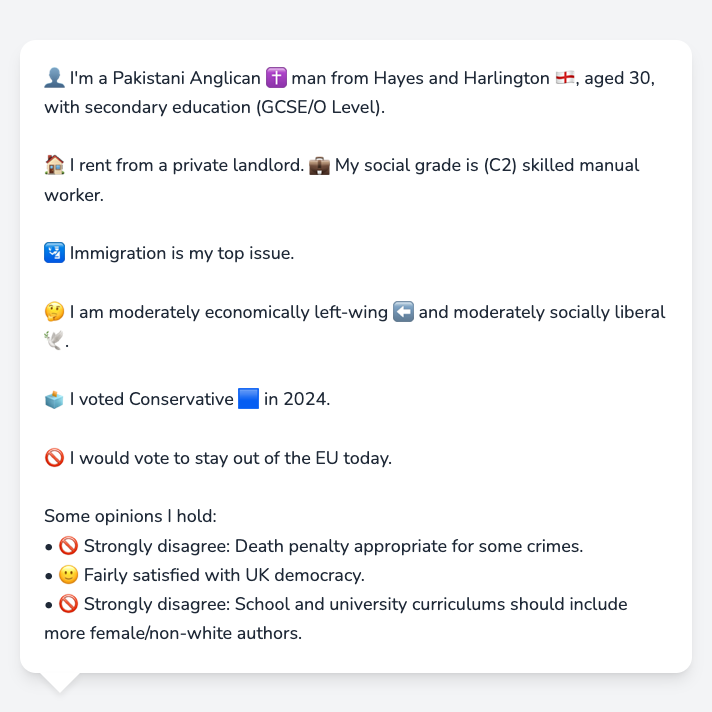 👤 I'm a Pakistani Anglican ✝️ man from Hayes and Harlington 🏴󠁧󠁢󠁥󠁮󠁧󠁿, aged 30,
with secondary education (GCSE/O Level).
🏠 I rent from a private landlord. 💼 My social grade is (C2) skilled manual
worker.
🛂 Immigration is my top issue.
🤔 I am moderately economically left-wing ⬅️ and moderately socially liberal
🕊️.
🗳️ I voted Conservative 🟦 in 2024.
🚫 I would vote to stay out of the EU today.
Some opinions I hold:
• 🚫 Strongly disagree: Death penalty appropriate for some crimes.
• 🙂 Fairly satisfied with UK democracy.
• 🚫 Strongly disagree: School and university curriculums should include
more female/non-white authors.